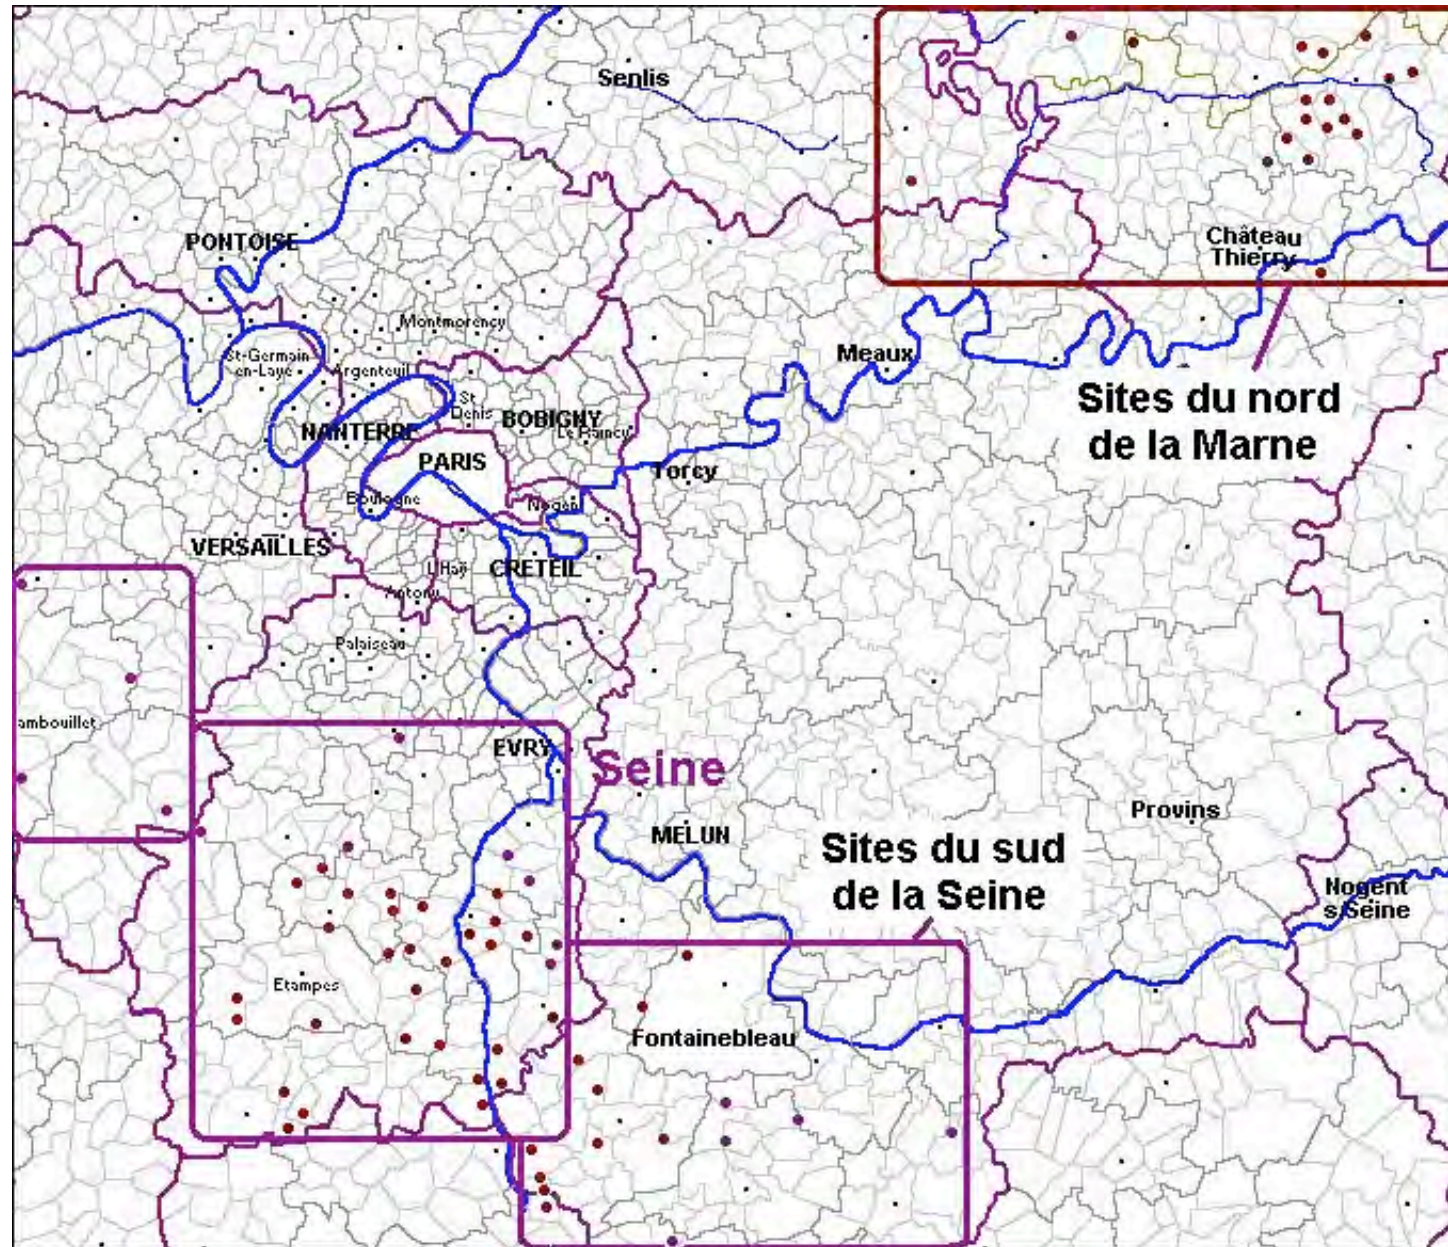 Senlis
PONTOISE
Château
Thierry
Montmorency
Meaux
St-Germain
en-Laye
Argenteuil
St
Denis
Sites du nord
de la Marne
NANTERRE
BOBIGNY
Le Raincy
PARIS
Torcy
Boulogne
Nogent
VERSAILLES
L'Haÿ
CRETEIL
Antony
Palaiseau
ambouillet
EVRY
Seine
Provins
MELUN
Sites du sud
de la Seine
Nogent
s/Seine
Etampes
Fontainebleau